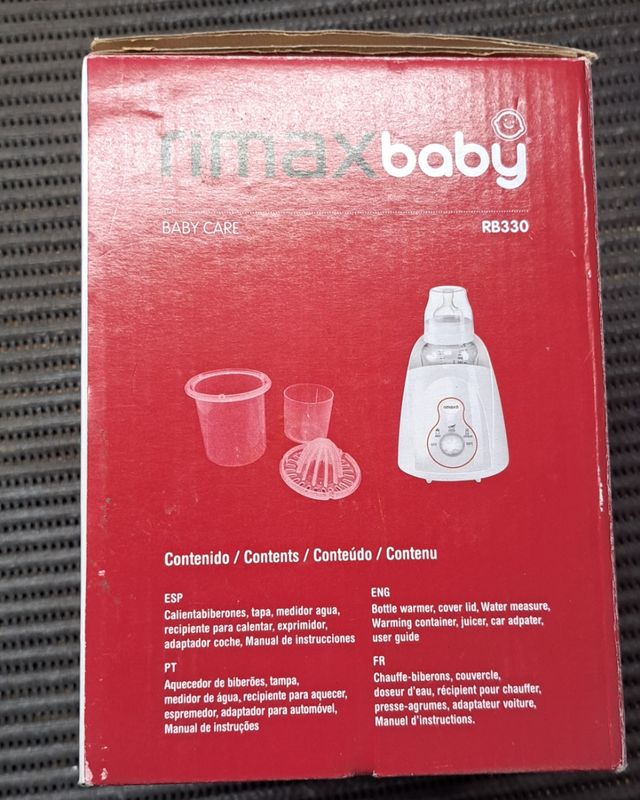 rimaxbaby
BABY CARE
RB330
rimax
Contenido / Contents / Conteúdo / Contenu
ESP
Calientabiberones, tapa, medidor agua,
recipiente para calentar, exprimidor,
adaptador coche, Manual de instrucciones
ENG
Bottle warmer, cover lid, Water measure,
Warming container, juicer, car adpater,
user guide
PT
Aquecedor de biberões, tampa,
medidor de água, recipiente para aquecer,
espremedor, adaptador para automóvel,
Manual de instruções
FR
Chauffe-biberons, couvercle,
doseur d'eau, récipient pour chauffer,
presse-agrumes, adaptateur voiture,
Manuel d'instructions.